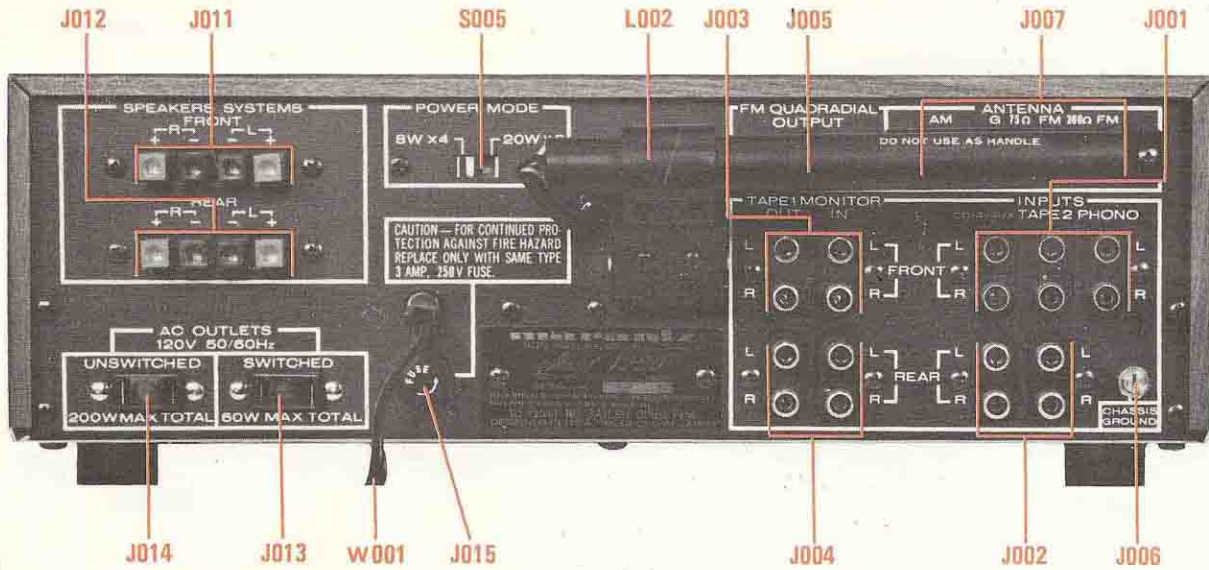 J012 J011 S005 L002 J003 J005 J007 J001
SPEAKERS SYSTEMS
FRONT
R L
+ - - +
REAR
R L
+ - - +
POWER MODE
8W X4 20W
CAUTION — FOR CONTINUED PRO-
TECTION AGAINST FIRE HAZARD
REPLACE ONLY WITH SAME TYPE
3 AMP, 250V FUSE.
FM QUADRADIAL
OUTPUT
ANTENNA
AM G 75Ω FM 300Ω FM
DO NOT USE AS HANDLE
TAPE 1 MONITOR
OUT IN
INPUTS
TAPE 2 PHONO
L L L L
FRONT
R R R R
L L L L
REAR
R R R R
CHASSIS
GROUND
AC OUTLETS
120V 50/60Hz
UNSWITCHED SWITCHED
200W MAX TOTAL 60W MAX TOTAL
FUSE
marantz
J014 J013 W001 J015 J004 J002 J006